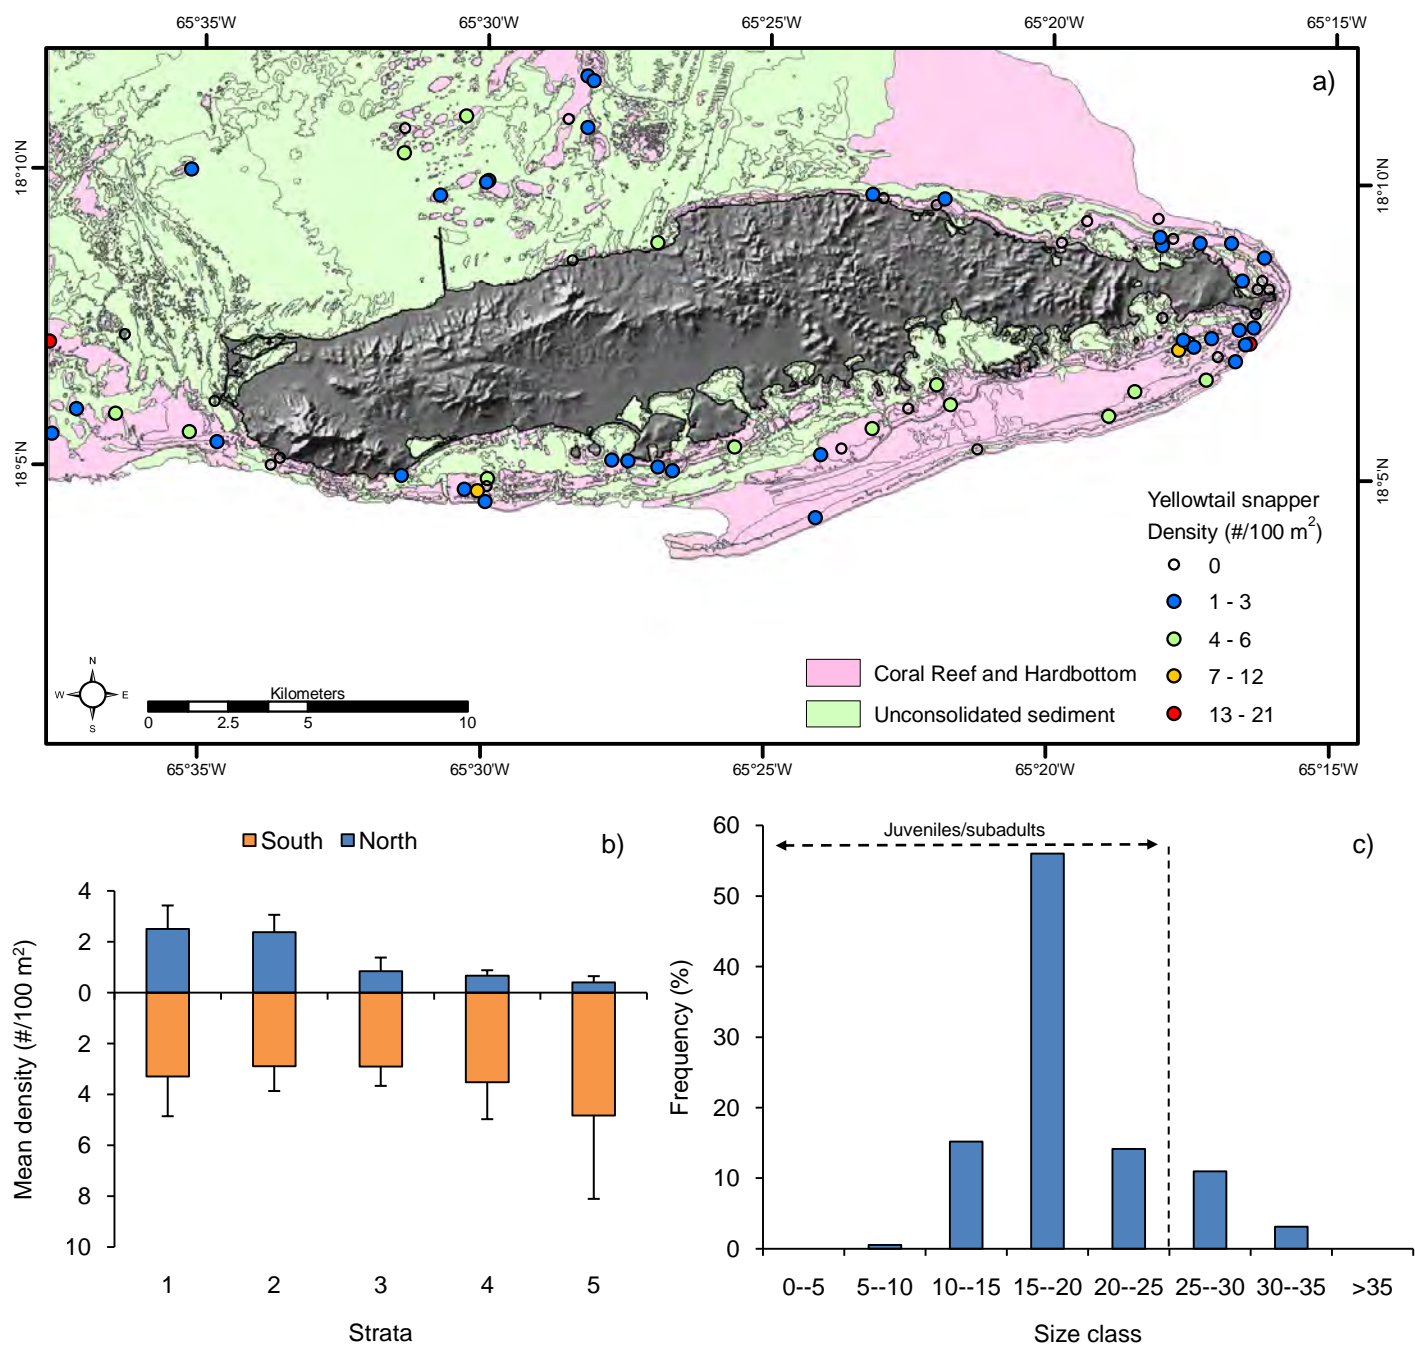 65°35'W 65°30'W 65°25'W 65°20'W 65°15'W
a)
18°10'N 18°10'N
18°5'N 18°5'N
Yellowtail snapper
Density (#/100 m2)
0
1 - 3
4 - 6
7 - 12
13 - 21
Coral Reef and Hardbottom
Unconsolidated sediment
N
W E
S
Kilometers
0 2.5 5 10
65°35'W 65°30'W 65°25'W 65°20'W 65°15'W
South North b)
Mean density (#/100 m2)
4
2
0
2
4
6
8
10
1 2 3 4 5
Strata
Juveniles/subadults
c)
Frequency (%)
60
50
40
30
20
10
0
0--5 5--10 10--15 15--20 20--25 25--30 30--35 >35
Size class